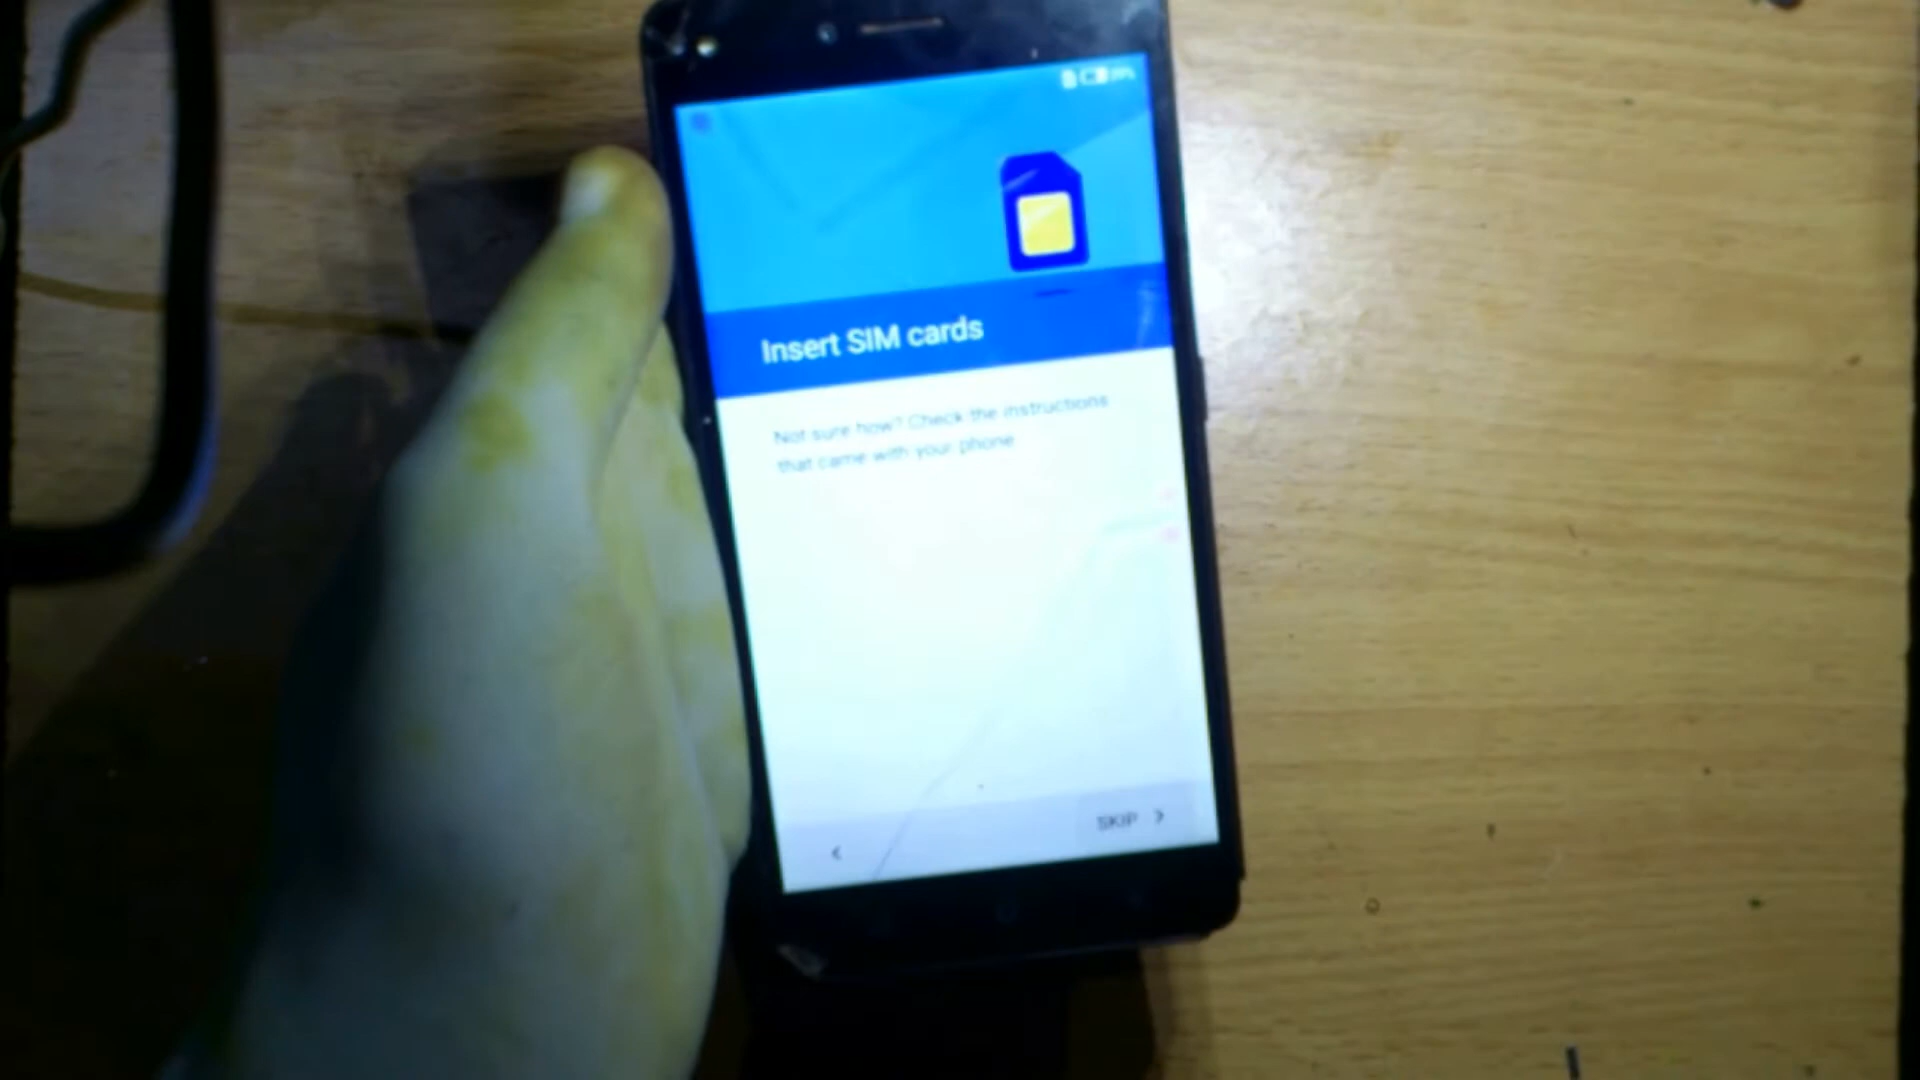 Insert SIM cards
Not sure how? Check the instructions
that came with your phone
SKIP